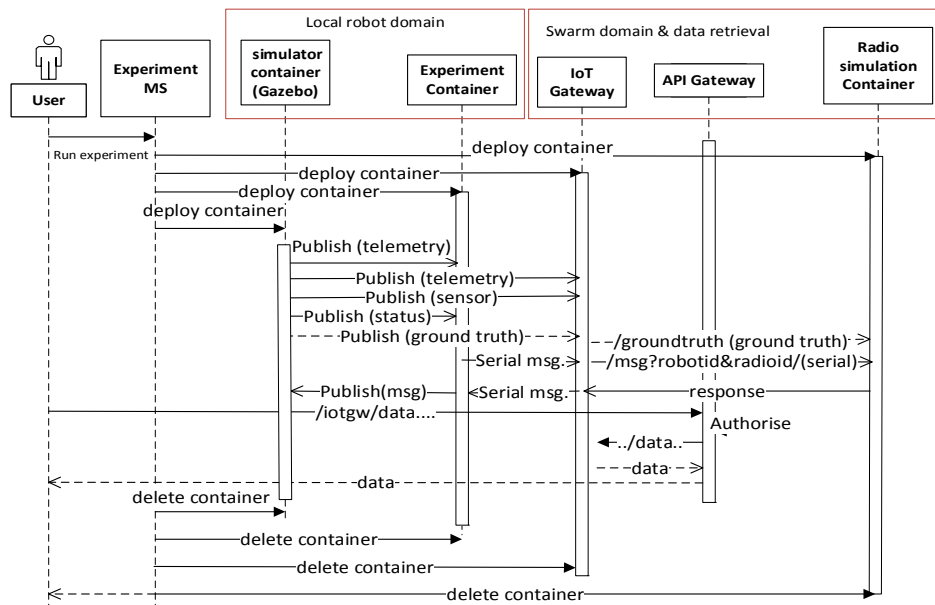 Local robot domain
Swarm domain & data retrieval
User
Experiment
MS
simulator
container
(Gazebo)
Experiment
Container
IoT
Gateway
API Gateway
Radio
simulation
Container
Run experiment
deploy container
deploy container
deploy container
deploy container
Publish (telemetry)
Publish (telemetry)
Publish (sensor)
Publish (status)
Publish (ground truth)
/groundtruth (ground truth)
Serial msg.
/msg?robotid&radioid/(serial)
Publish(msg)
Serial msg.
response
/iotgw/data....
Authorise
../data..
data
data
delete container
delete container
delete container
delete container